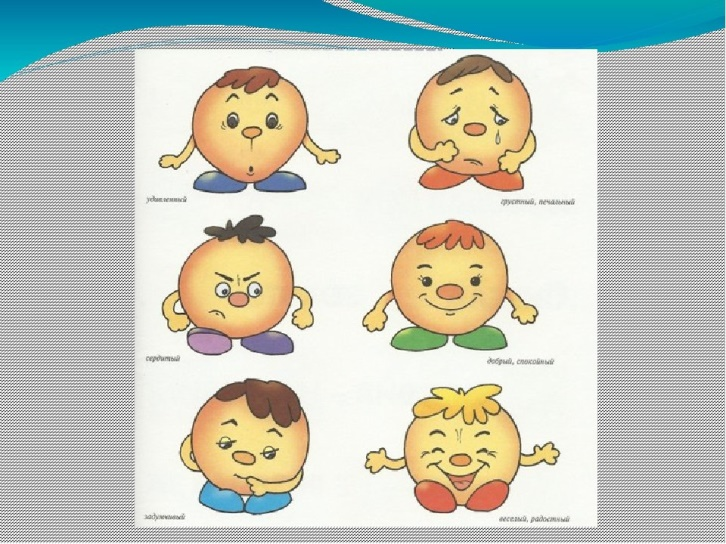 удивленный
грустный, печальный
сердитый
добрый, спокойный
задумчивый
веселый, радостный